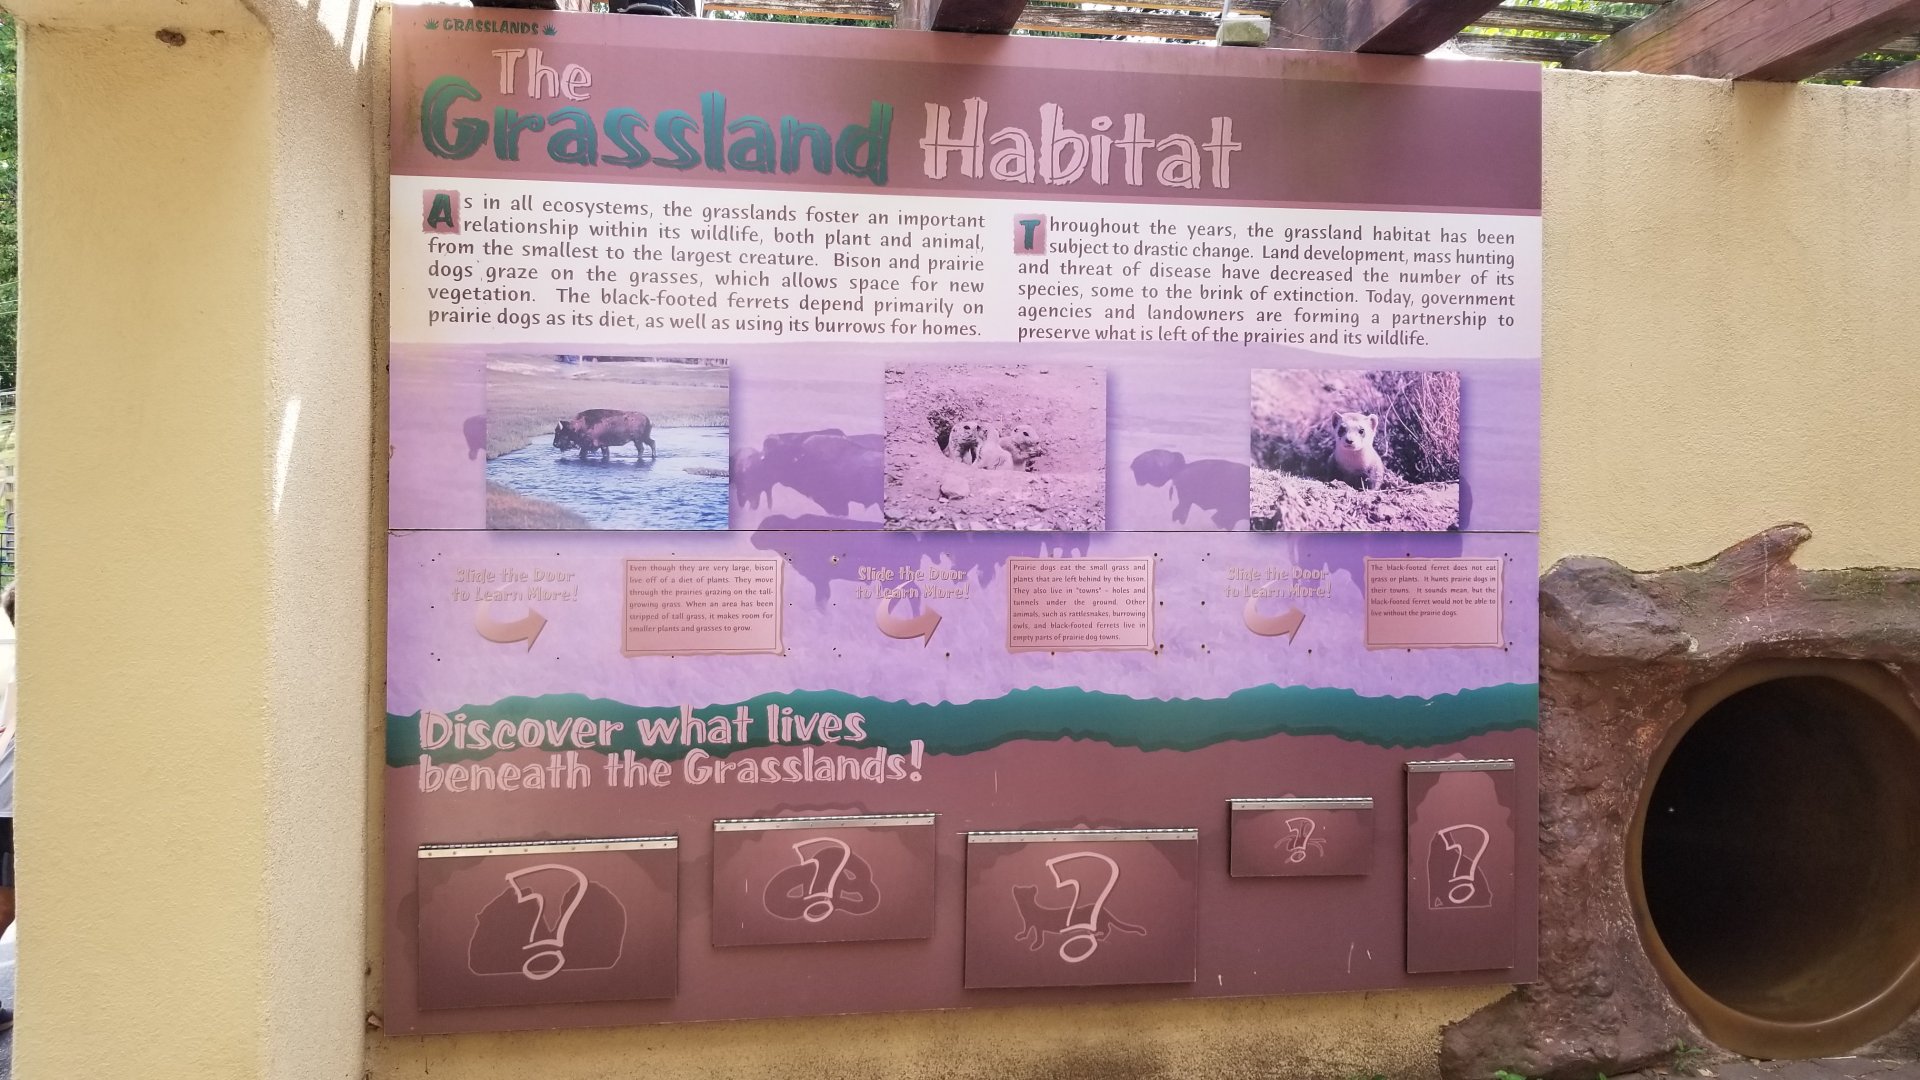 GRASSLANDS
The
Grassland Habitat
As in all ecosystems, the grasslands foster an important
relationship within its wildlife, both plant and animal,
from the smallest to the largest creature. Bison and prairie
dogs graze on the grasses, which allows space for new
vegetation. The black-footed ferrets depend primarily on
prairie dogs as its diet, as well as using its burrows for homes.
Throughout the years, the grassland habitat has been
subject to drastic change. Land development, mass hunting
and threat of disease have decreased the number of its
species, some to the brink of extinction. Today, government
agencies and landowners are forming a partnership to
preserve what is left of the prairies and its wildlife.
Slide the Door
to Learn More!
Even though they are very large, bison
live off of a diet of plants. They move
through the prairies grazing on the tall-
growing grass. When an area has been
stripped of tall grass, it makes room for
smaller plants and grasses to grow.
Slide the Door
to Learn More!
Prairie dogs eat the small grass and
plants that are left behind by the bison.
They also live in "towns" - holes and
tunnels under the ground. Other
animals, such as rattlesnakes, burrowing
owls, and black-footed ferrets live in
empty parts of prairie dog towns.
Slide the Door
to Learn More!
The black-footed ferret does not eat
grass or plants. It hunts prairie dogs in
their towns. It sounds mean, but the
black-footed ferret would not be able to
live without the prairie dogs.
Discover what lives
beneath the Grasslands!
?
?
?
?
?